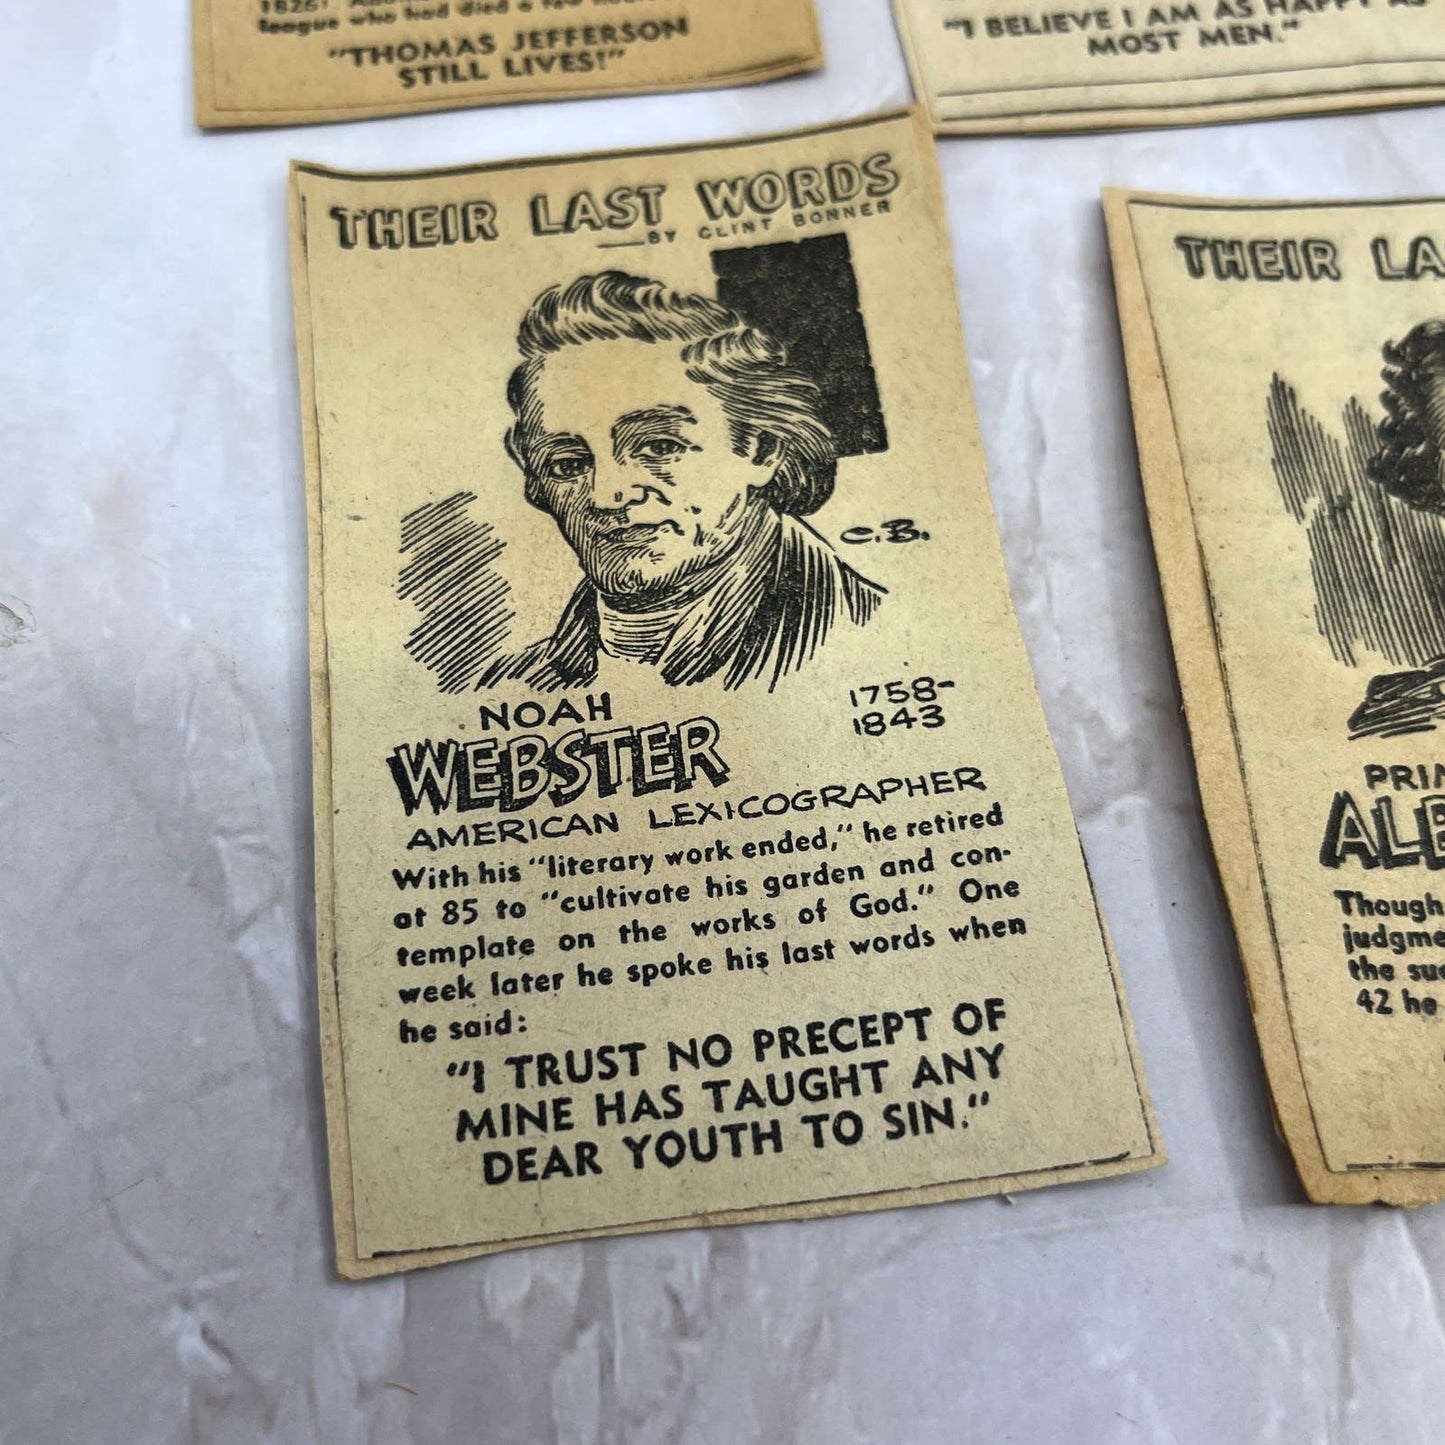 league who had died a few
"THOMAS JEFFERSON
STILL LIVES!"
"I BELIEVE I AM AS HAPPY AS
MOST MEN."
THEIR LAST WORDS
BY CLINT BONNER
C.B.
NOAH
WEBSTER
1758-
1843
AMERICAN LEXICOGRAPHER
With his "literary work ended," he retired
at 85 to "cultivate his garden and con-
template on the works of God." One
week later he spoke his last words when
he said:
"I TRUST NO PRECEPT OF
MINE HAS TAUGHT ANY
DEAR YOUTH TO SIN."
THEIR LA
PRIN
ALB
Though
judgme
the suc
42 he